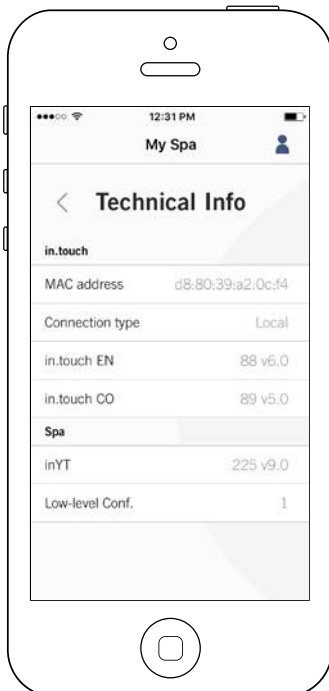 12:31 PM
My Spa
Technical Info
in.touch
MAC address d8:80:39:a2:0c:f4
Connection type Local
in.touch EN 88 v6.0
in.touch CO 89 v5.0
Spa
inYT 225 v9.0
Low-level Conf. 1